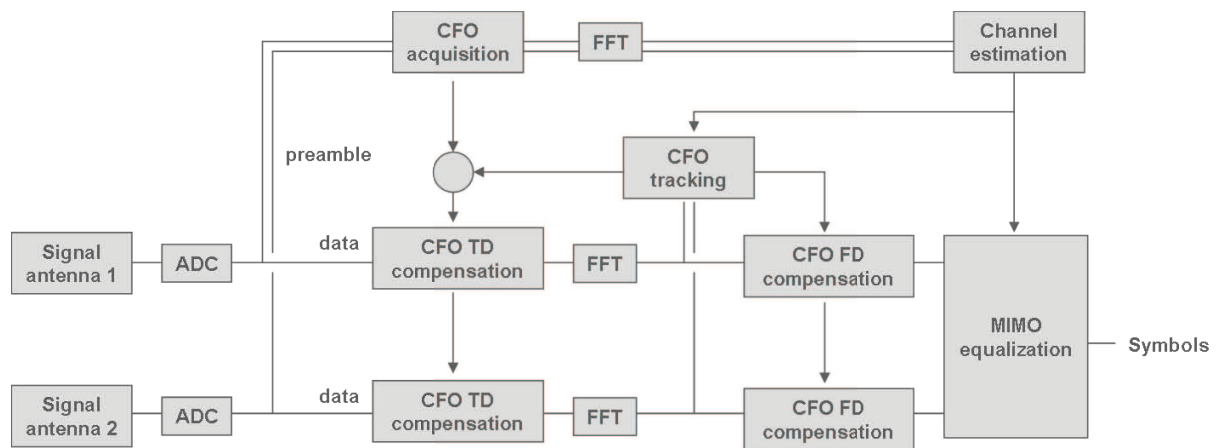 CFO
acquisition
FFT
Channel
estimation
preamble
CFO
tracking
Signal
antenna 1
ADC
data
CFO TD
compensation
FFT
CFO FD
compensation
MIMO
equalization
Symbols
Signal
antenna 2
ADC
data
CFO TD
compensation
FFT
CFO FD
compensation